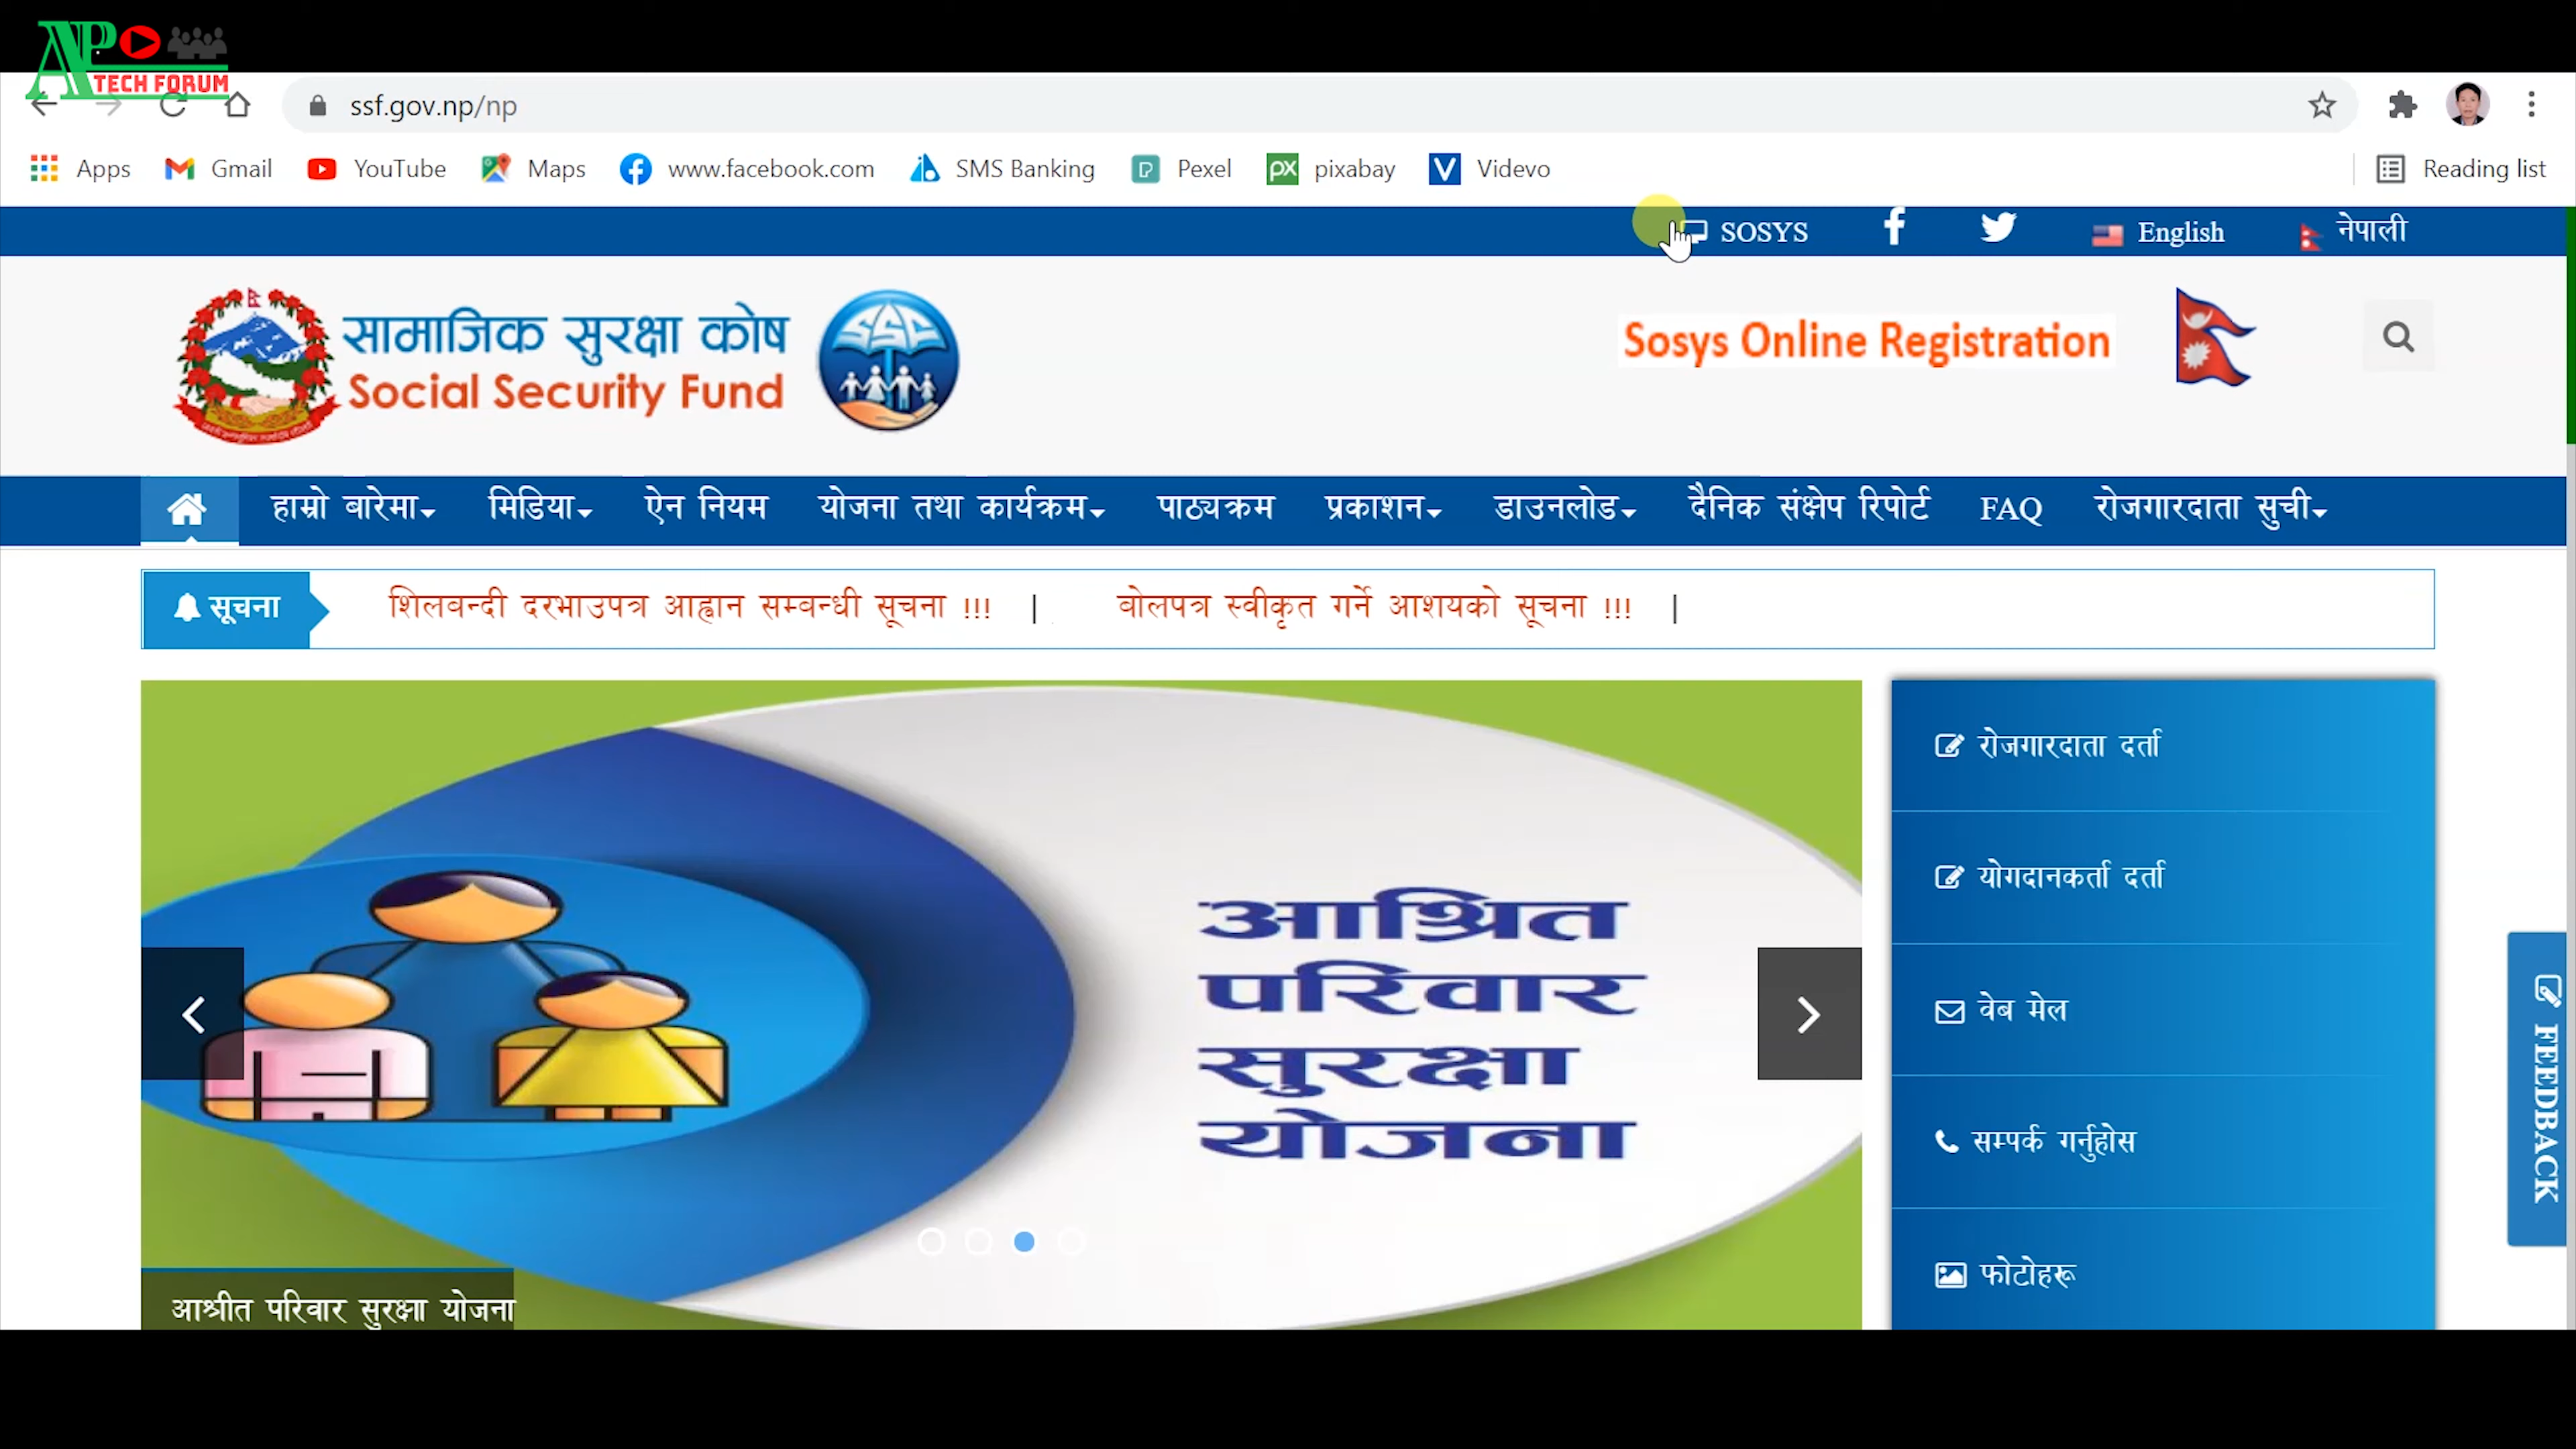 AP
TECH FORUM
ssf.gov.np/np
Apps
Gmail
YouTube
Maps
www.facebook.com
SMS Banking
Pexel
pixabay
Videvo
Reading list
SOSYS
English
नेपाली
सामाजिक सुरक्षा कोष
Social Security Fund
SSF
Sosys Online Registration
हाम्रो बारेमा
मिडिया
ऐन नियम
योजना तथा कार्यक्रम
पाठ्यक्रम
प्रकाशन
डाउनलोड
दैनिक संक्षेप रिपोर्ट
FAQ
रोजगारदाता सुची
सूचना
शिलबन्दी दरभाउपत्र आह्वान सम्बन्धी सूचना !!! |
बोलपत्र स्वीकृत गर्ने आशयको सूचना !!! |
आश्रित
परिवार
सुरक्षा
योजना
आश्रीत परिवार सुरक्षा योजना
रोजगारदाता दर्ता
योगदानकर्ता दर्ता
वेब मेल
सम्पर्क गर्नुहोस
फोटोहरू
FEEDBACK